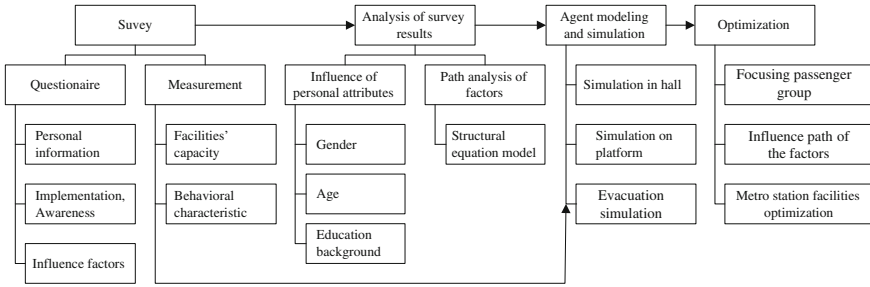 Suvey
Analysis of survey
results
Agent modeling
and simulation
Optimization
Questionaire
Measurement
Influence of
personal attributes
Path analysis of
factors
Simulation in hall
Focusing passenger
group
Personal
information
Facilities'
capacity
Gender
Structural
equation model
Simulation on
platform
Influence path of
the factors
Implementation,
Awareness
Behavioral
characteristic
Age
Evacuation
simulation
Metro station facilities
optimization
Influence factors
Education
background